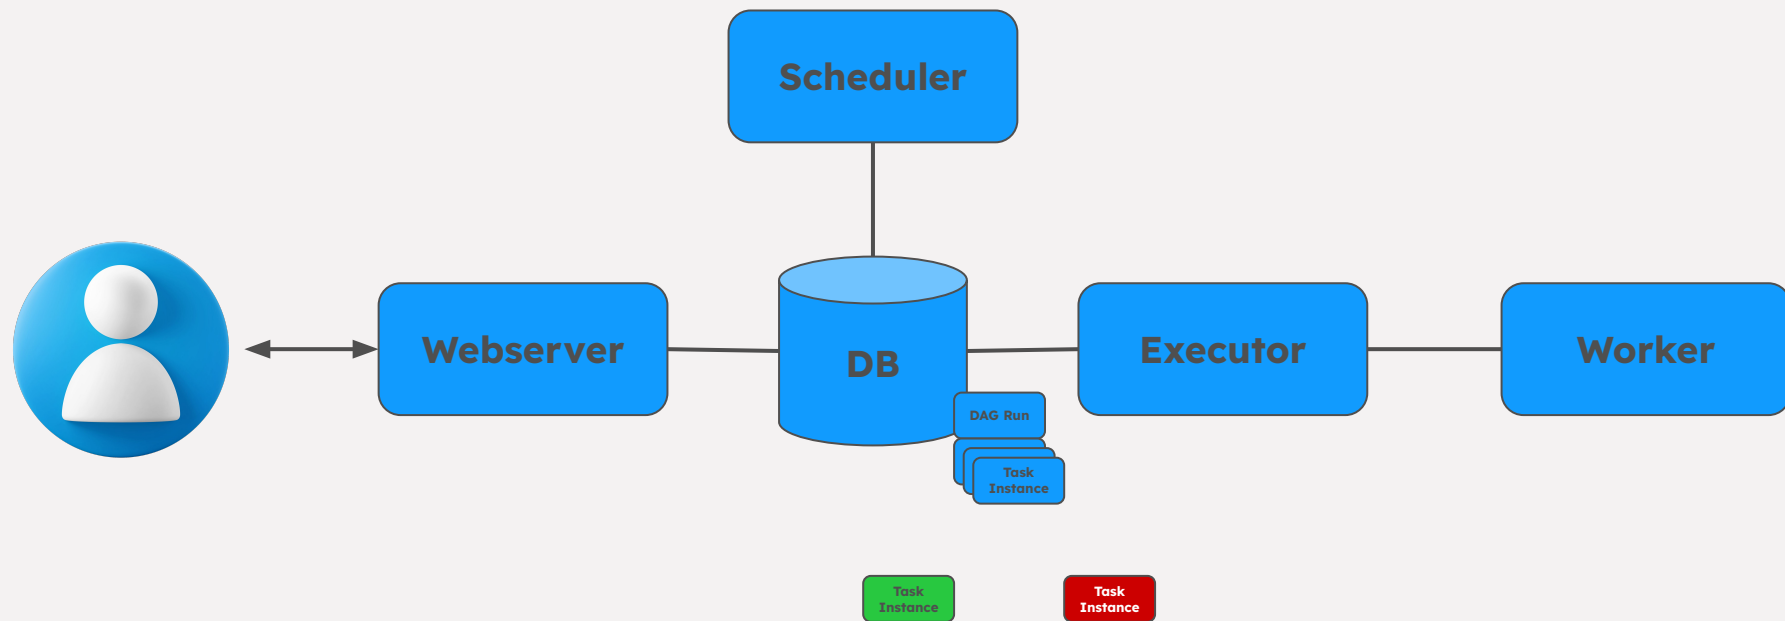 Scheduler
Webserver
DB
Executor
Worker
DAG Run
Task
Instance
Task
Instance
Task
Instance